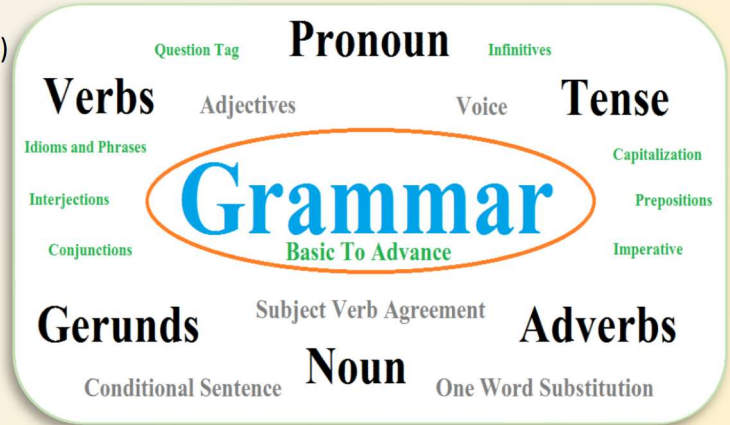 )
Pronoun
Question Tag
Infinitives
Verbs
Adjectives
Voice
Tense
Idioms and Phrases
Capitalization
Grammar
Interjections
Prepositions
Basic To Advance
Conjunctions
Imperative
Subject Verb Agreement
Gerunds
Adverbs
Noun
Conditional Sentence
One Word Substitution